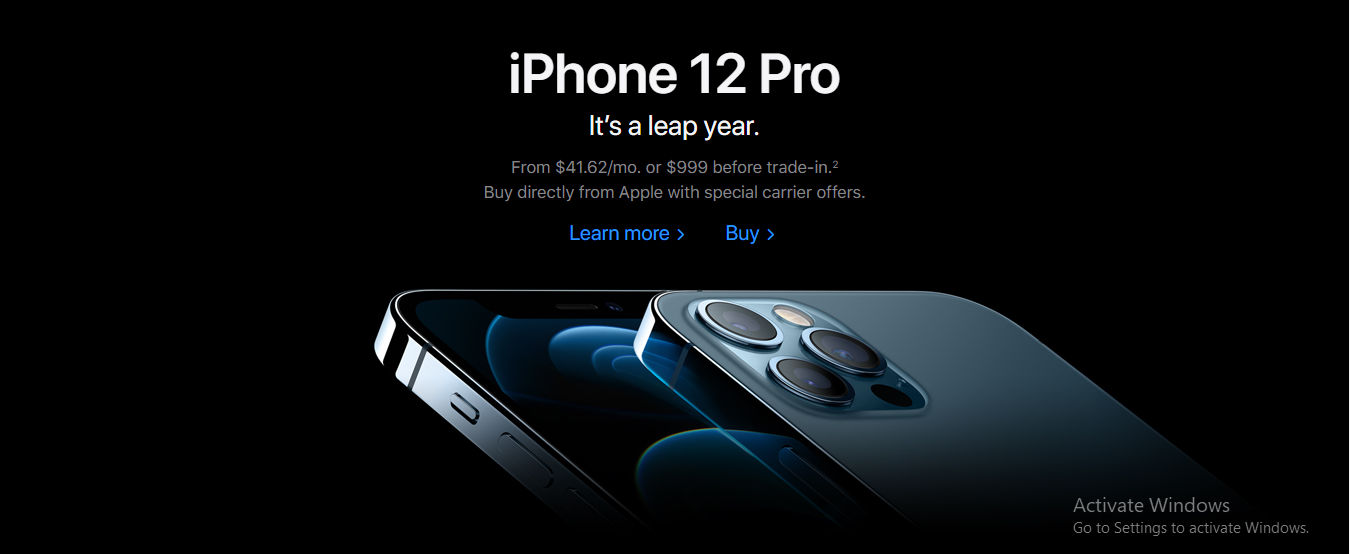 iPhone 12 Pro
It’s a leap year.
From $41.62/mo. or $999 before trade-in.²
Buy directly from Apple with special carrier offers.
Learn more > Buy >
Activate Windows
Go to Settings to activate Windows.